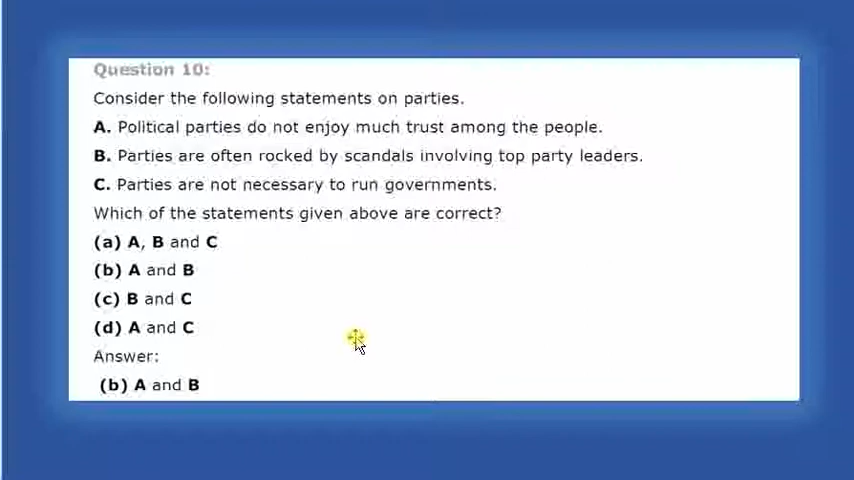 Question 10:
Consider the following statements on parties.
A. Political parties do not enjoy much trust among the people.
B. Parties are often rocked by scandals involving top party leaders.
C. Parties are not necessary to run governments.
Which of the statements given above are correct?
(a) A, B and C
(b) A and B
(c) B and C
(d) A and C
Answer:
(b) A and B